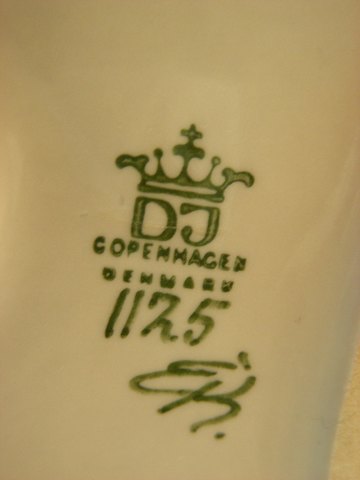 DJ
COPENHAGEN
DENMARK
1125